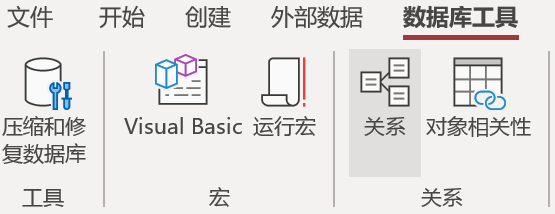 文件 开始 创建 外部数据 数据库工具
压缩和修复数据库 Visual Basic 运行宏 关系 对象相关性
工具 宏 关系